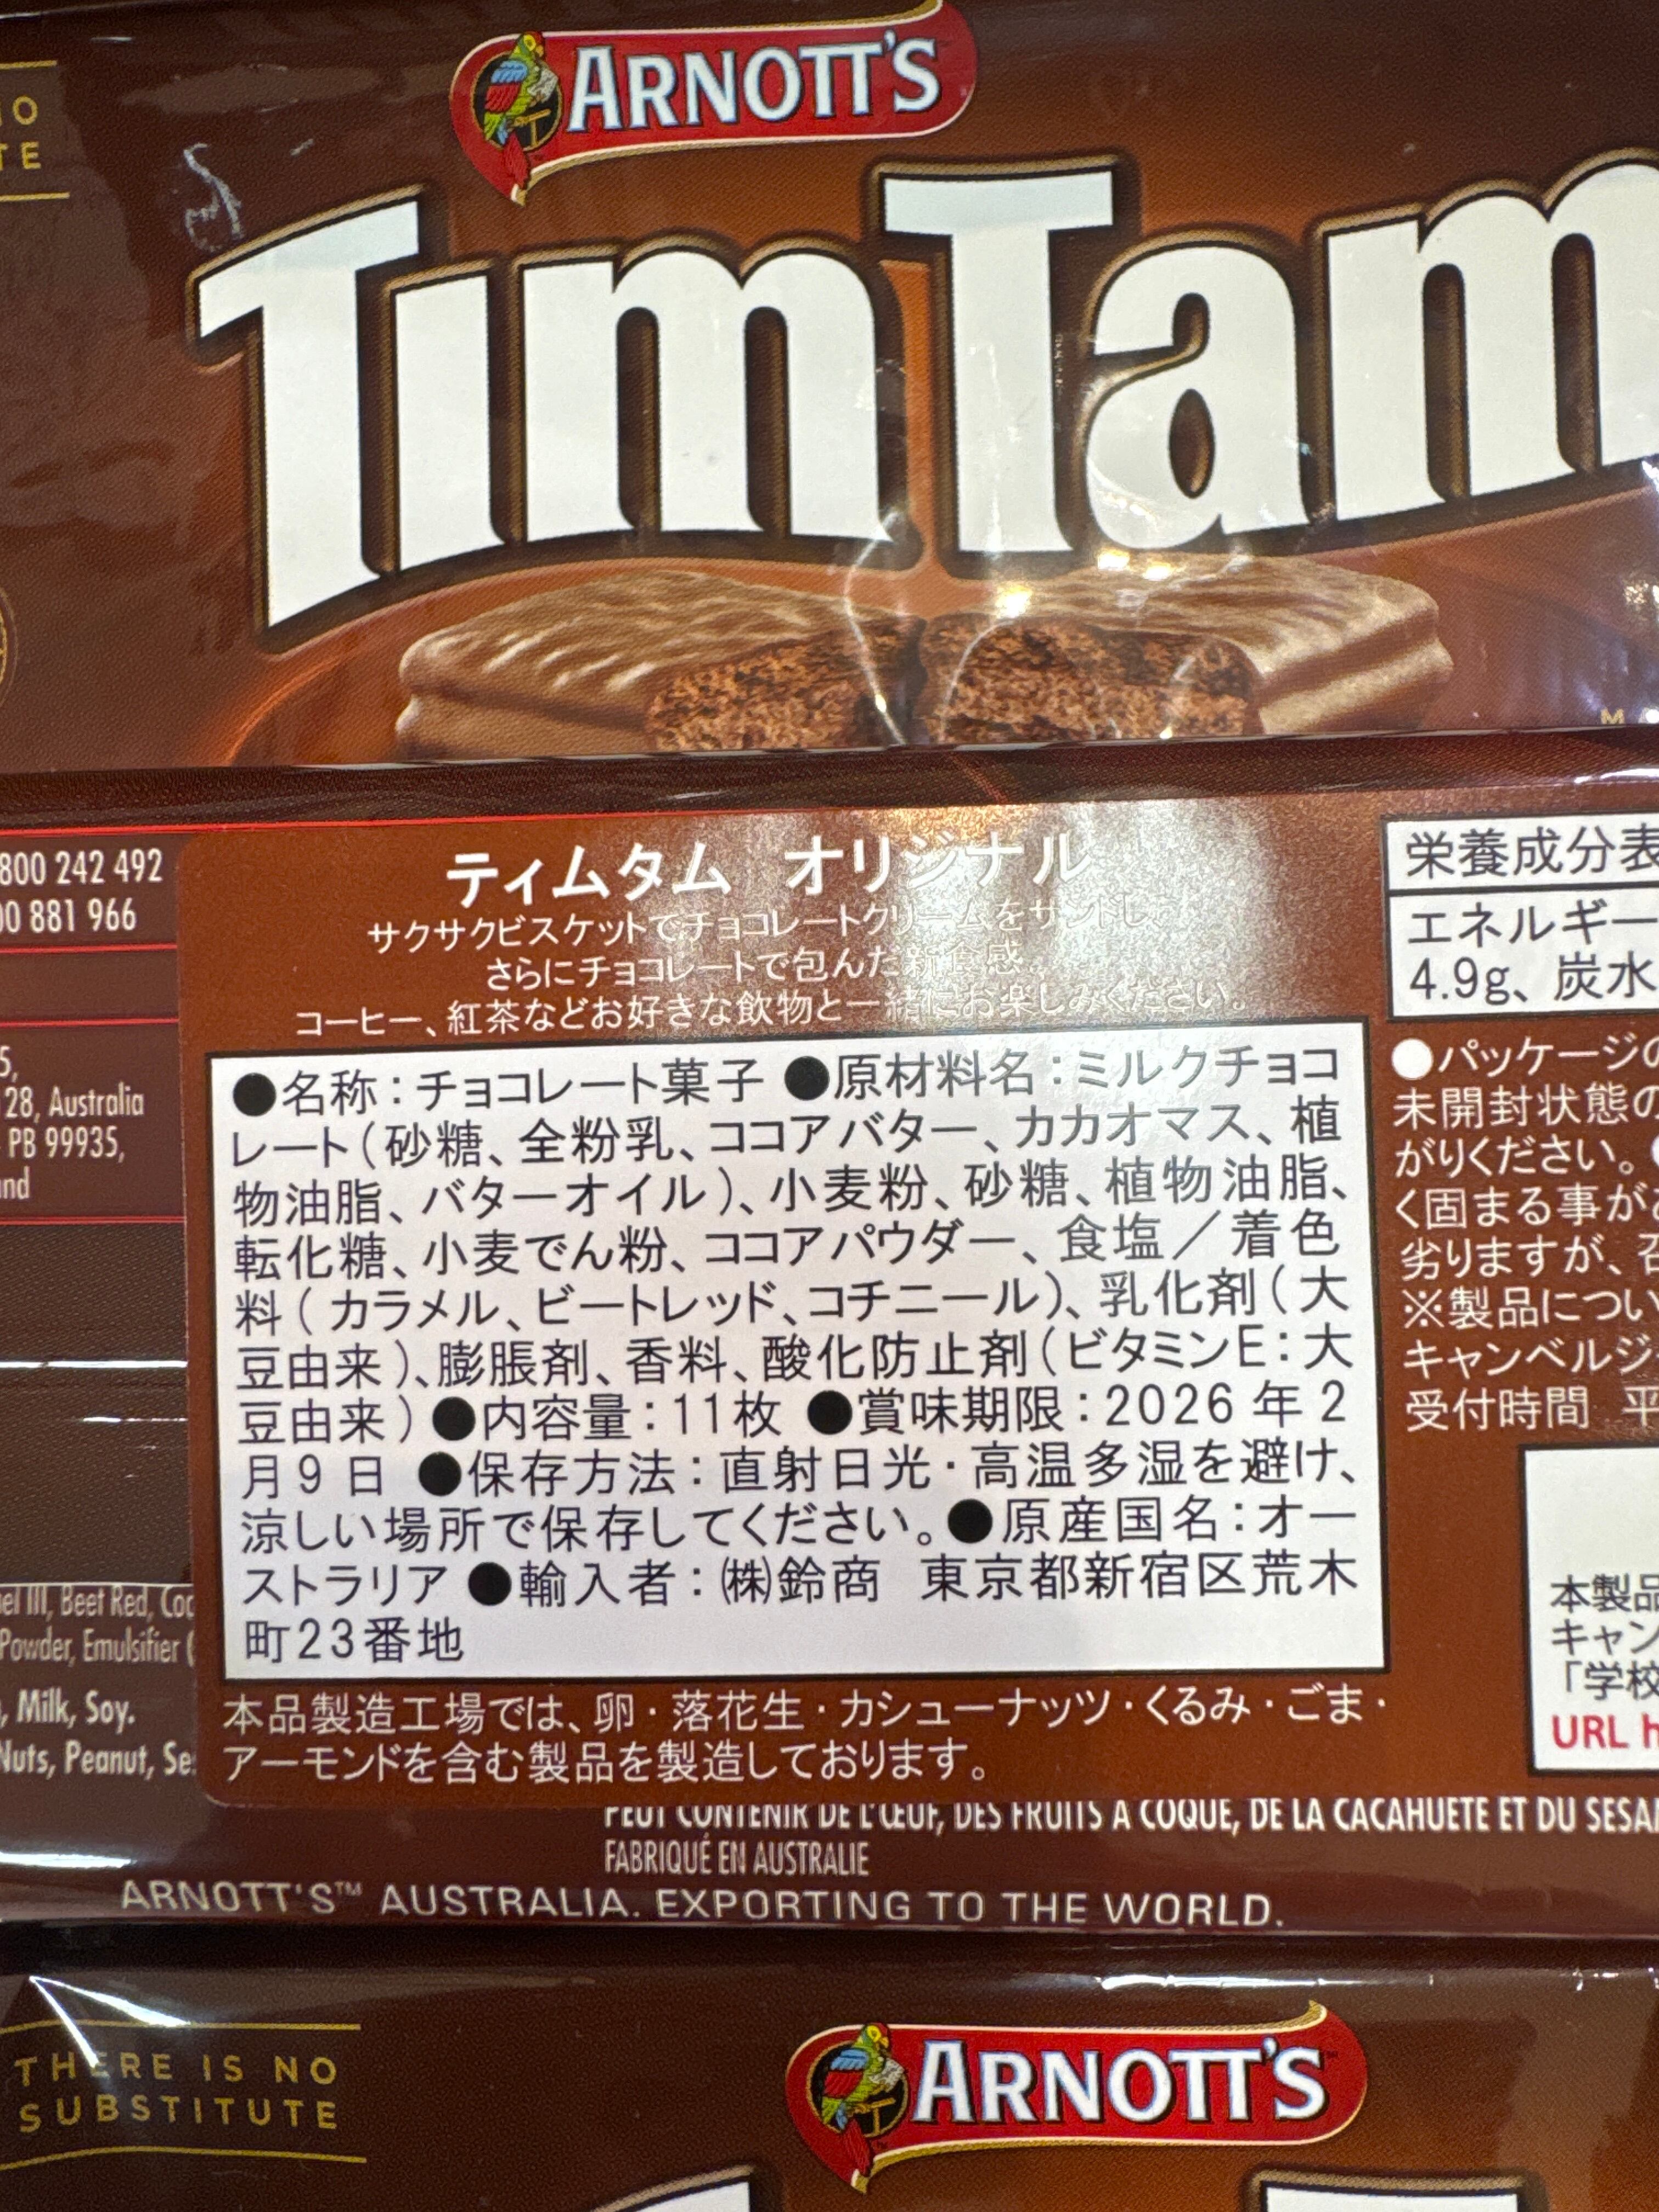 ARNOTT'S
TimTam
800 242 492
00 881 966
28, Australia
PB 99935,
ティムタム オリジナル
サクサクビスケットでチョコレートクリームをサンドし、
さらにチョコレートで包んだ新食感。
コーヒー、紅茶などお好きな飲物と一緒にお楽しみください。
●名称:チョコレート菓子 ●原材料名:ミルクチョコ
レート(砂糖、全粉乳、ココアバター、カカオマス、植
物油脂、バターオイル)、小麦粉、砂糖、植物油脂、
転化糖、小麦でん粉、ココアパウダー、食塩/着色
料(カラメル、ビートレッド、コチニール)、乳化剤(大
豆由来)、膨脹剤、香料、酸化防止剤(ビタミンE:大
豆由来)●内容量:11枚 ●賞味期限:2026年2
月9日 ●保存方法:直射日光・高温多湿を避け、
涼しい場所で保存してください。●原産国名:オー
ストラリア ●輸入者:㈱鈴商 東京都新宿区荒木
町23番地
本品製造工場では、卵・落花生・カシューナッツ・くるみ・ごま・
アーモンドを含む製品を製造しております。
栄養成分表
エネルギー
4.9g、炭水
●パッケージの
未開封状態の
がりください。
く固まる事が
劣りますが、召
※製品につい
キャンベルジ
受付時間 平
本製品
キャン
「学校
URL h
III, Beet Red,
Powder, Emulsifier (
, Milk, Soy.
Nuts, Peanut,
PEUT CONTENIR DE L'ŒUF, DES FRUITS À COQUE, DE LA CACAHUÈTE ET DU
FABRIQUÉ EN AUSTRALIE
ARNOTT'S™ AUSTRALIA. EXPORTING TO THE WORLD.
THERE IS NO
SUBSTITUTE
ARNOTT'S